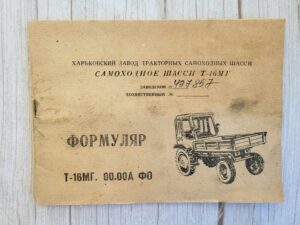 ХАРЬКОВСКИЙ ЗАВОД ТРАКТОРНЫХ САМОХОДНЫХ ШАССИ
САМОХОДНОЕ ШАССИ Т-16МГ
ЗАВОДСКОЙ №
ХОЗЯЙСТВЕННЫЙ №
ФОРМУЛЯР
Т-16МГ. 00.00А ФО